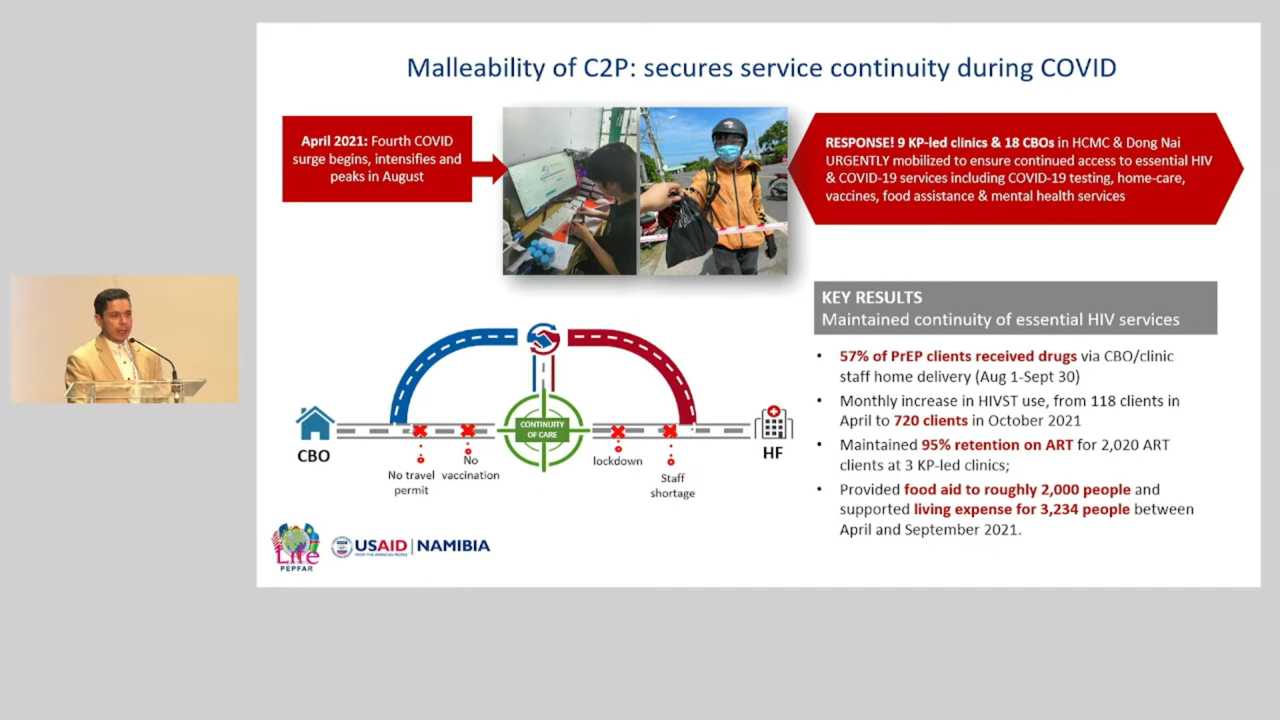 Malleability of C2P: secures service continuity during COVID
April 2021: Fourth COVID
surge begins, intensifies and
peaks in August
RESPONSE! 9 KP-led clinics & 18 CBOs in HCMC & Dong Nai
URGENTLY mobilized to ensure continued access to essential HIV
& COVID-19 services including COVID-19 testing, home-care,
vaccines, food assistance & mental health services
KEY RESULTS
Maintained continuity of essential HIV services
• 57% of PrEP clients received drugs via CBO/clinic
staff home delivery (Aug 1-Sept 30)
• Monthly increase in HIVST use, from 118 clients in
April to 720 clients in October 2021
• Maintained 95% retention on ART for 2,020 ART
clients at 3 KP-led clinics;
• Provided food aid to roughly 2,000 people and
supported living expense for 3,234 people between
April and September 2021.
CONTINUITY
OF CARE
CBO
HF
No travel
permit
No
vaccination
lockdown
Staff
shortage
Life
PEPFAR
USAID | NAMIBIA
FROM THE AMERICAN PEOPLE